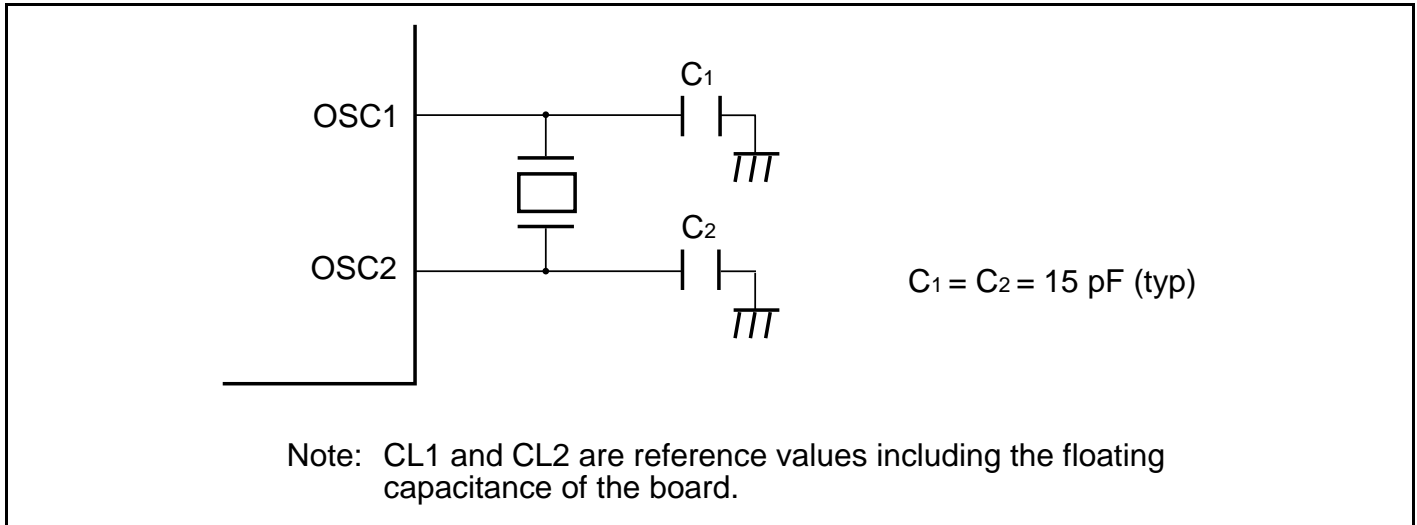 C1
OSC1
C2
OSC2
C1 = C2 = 15 pF (typ)
Note: CL1 and CL2 are reference values including the floating
capacitance of the board.